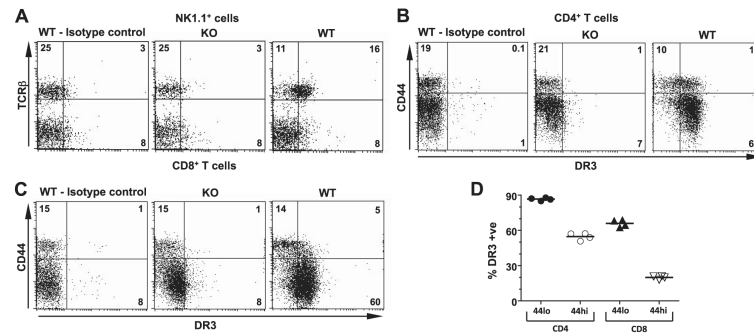 A
NK1.1⁺ cells
WT - Isotype control
KO
WT
25
3
25
3
11
16
8
8
8
TCRβ
CD8⁺ T cells
B
CD4⁺ T cells
WT - Isotype control
KO
WT
19
0.1
21
1
10
1
1
7
6
CD44
DR3
C
WT - Isotype control
KO
WT
15
1
15
1
14
5
8
8
60
CD44
DR3
D
90
60
30
0
% DR3 +ve
44lo
44hi
44lo
44hi
CD4
CD8